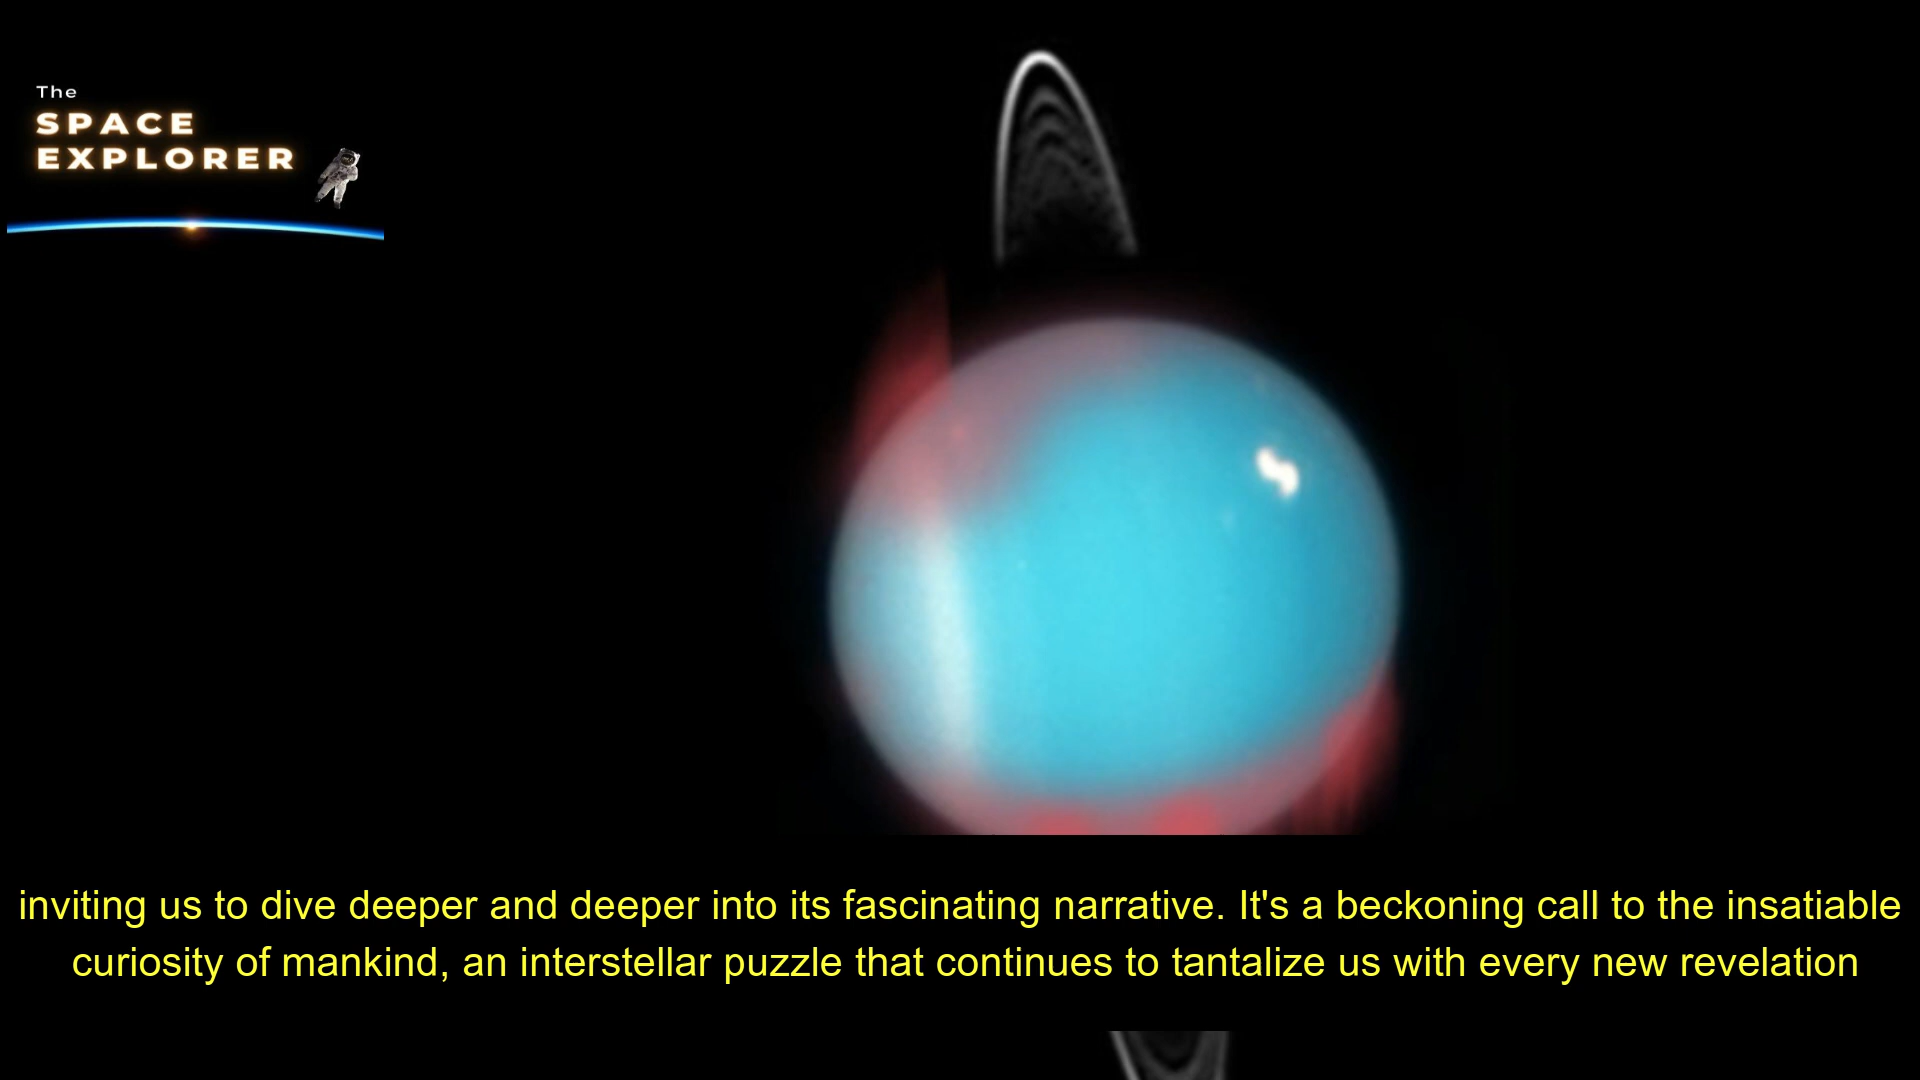 The
SPACE
EXPLORER
inviting us to dive deeper and deeper into its fascinating narrative. It's a beckoning call to the insatiable
curiosity of mankind, an interstellar puzzle that continues to tantalize us with every new revelation